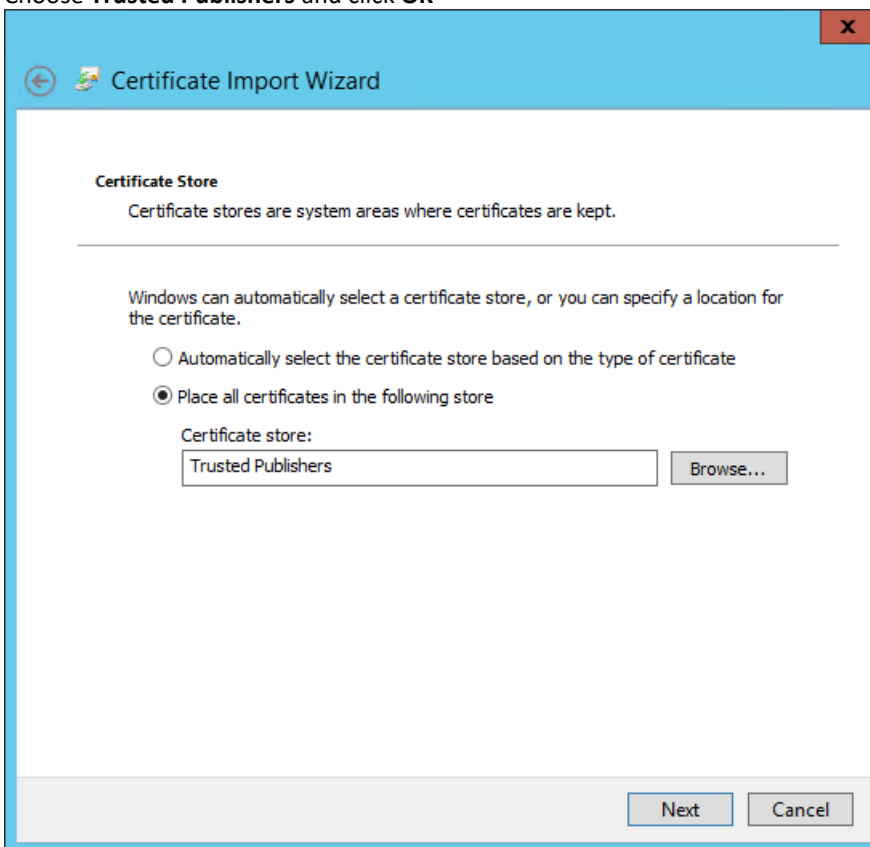 Choose Trusted Publishers and click OK
x
Certificate Import Wizard
Certificate Store
Certificate stores are system areas where certificates are kept.
Windows can automatically select a certificate store, or you can specify a location for
the certificate.
Automatically select the certificate store based on the type of certificate
Place all certificates in the following store
Certificate store:
Trusted Publishers
Browse...
Next
Cancel